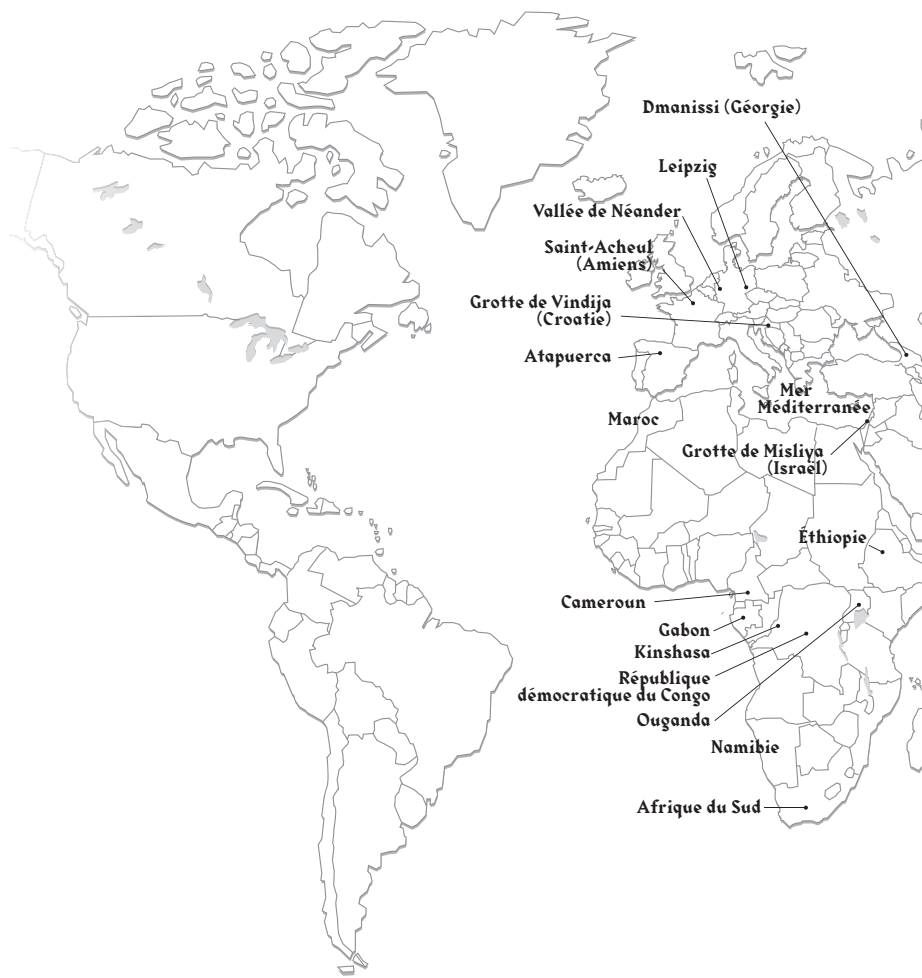 Dmanissi (Géorgie)
Leipzig
Vallée de Néander
Saint-Acheul
(Amiens)
Grotte de Vindija
(Croatie)
Atapuerca
Mer
Méditerranée
Maroc
Grotte de Misliya
(Israël)
Éthiopie
Cameroun
Gabon
Kinshasa
République
démocratique du Congo
Ouganda
Namibie
Afrique du Sud